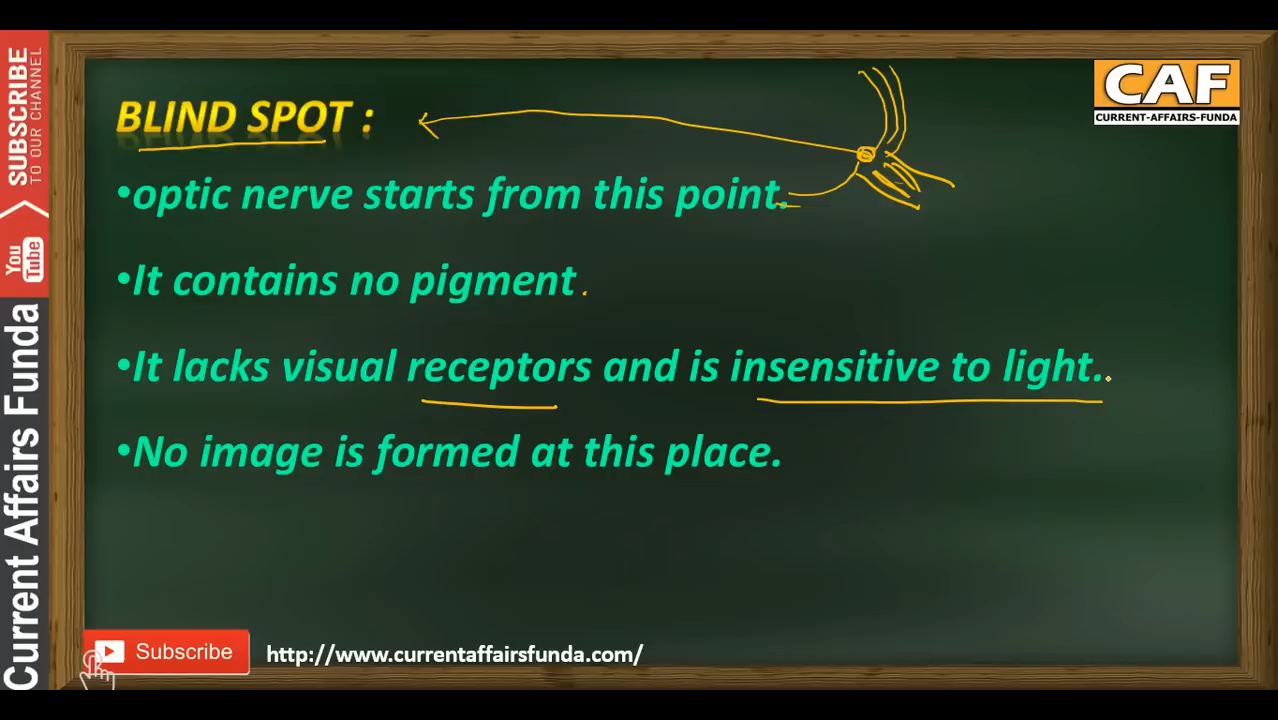 BLIND SPOT :
•optic nerve starts from this point.
•It contains no pigment
•It lacks visual receptors and is insensitive to light.
•No image is formed at this place.
CAF
CURRENT-AFFAIRS-FUNDA
SUBSCRIBE
TO OUR CHANNEL
You
Tube
Current Affairs Funda
Subscribe
http://www.currentaffairsfunda.com/